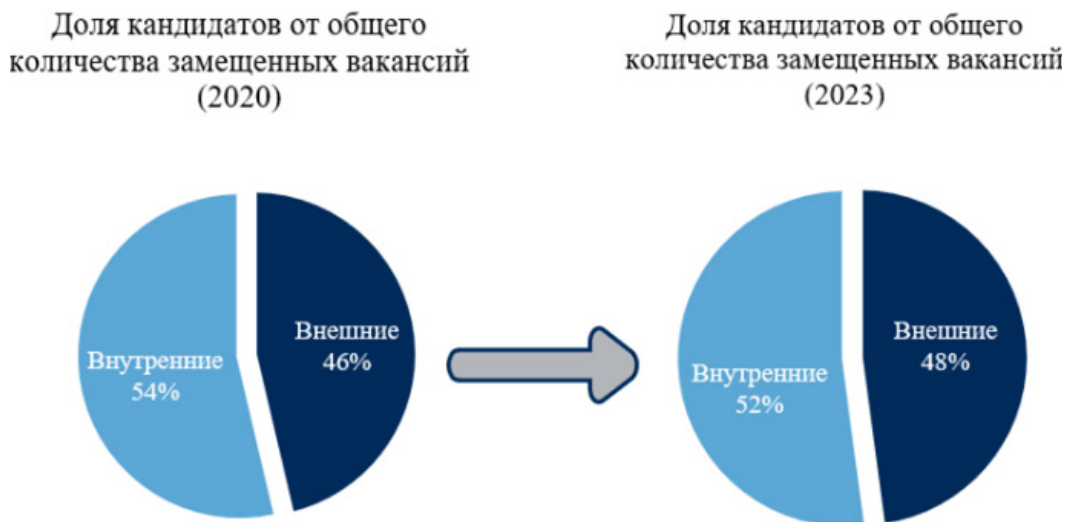 Доля кандидатов от общего
количества замещенных вакансий
(2020)
Внутренние
54%
Внешние
46%
Доля кандидатов от общего
количества замещенных вакансий
(2023)
Внутренние
52%
Внешние
48%